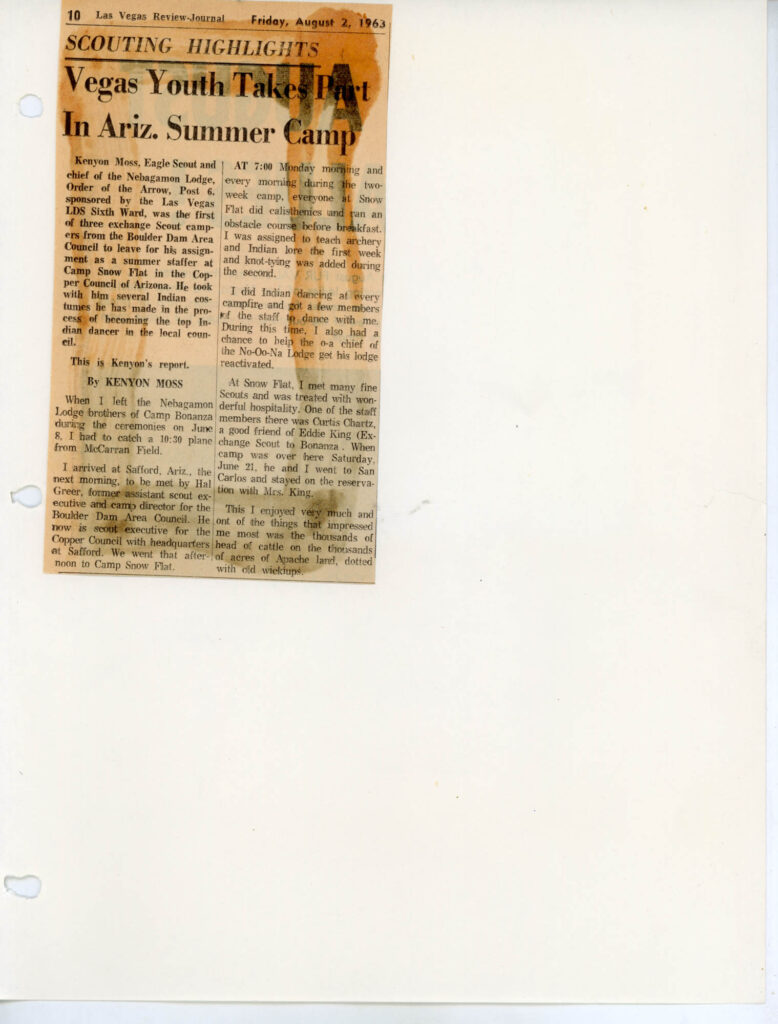 10 Las Vegas Review-Journal Friday, August 2, 1963
SCOUTING HIGHLIGHTS
Vegas Youth Takes Part
In Ariz. Summer Camp
Kenyon Moss, Eagle Scout and
chief of the Nebagamon Lodge,
Order of the Arrow, Post 6,
sponsored by the Las Vegas
LDS Sixth Ward, was the first
of three exchange Scout camp-
ers from the Boulder Dam Area
Council to leave for his assign-
ment as a summer staffer at
Camp Snow Flat in the Cop-
per Council of Arizona. He took
with him several Indian cos-
tumes he has made in the pro-
cess of becoming the top In-
dian dancer in the local coun-
cil.
This is Kenyon's report.
By KENYON MOSS
When I left the Nebagamon
Lodge brothers of Camp Bonanza
during the ceremonies on June
8, I had to catch a 10:30 plane
from McCarran Field.
I arrived at Safford, Ariz., the
next morning, to be met by Hal
Greer, former assistant scout ex-
ecutive and camp director for the
Boulder Dam Area Council. He
now is scout executive for the
Copper Council with headquarters
at Safford. We went that after-
noon to Camp Snow Flat.
AT 7:00 Monday morning and
every morning during the two-
week camp, everyone at Snow
Flat did calisthenics and ran an
obstacle course before breakfast.
I was assigned to teach archery
and Indian lore the first week
and knot-tying was added during
the second.
I did Indian dancing at every
campfire and got a few members
of the staff to dance with me.
During this time, I also had a
chance to help the o-a chief of
the No-Oo-Na Lodge get his lodge
reactivated.
At Snow Flat, I met many fine
Scouts and was treated with won-
derful hospitality. One of the staff
members there was Curtis Chartz,
a good friend of Eddie King (Ex-
change Scout to Bonanza . When
camp was over here Saturday,
June 21, he and I went to San
Carlos and stayed on the reserva-
tion with Mrs. King.
This I enjoyed very much and
ont of the things that impressed
me most was the thousands of
head of cattle on the thousands
of acres of Apache land, dotted
with old wickiups.